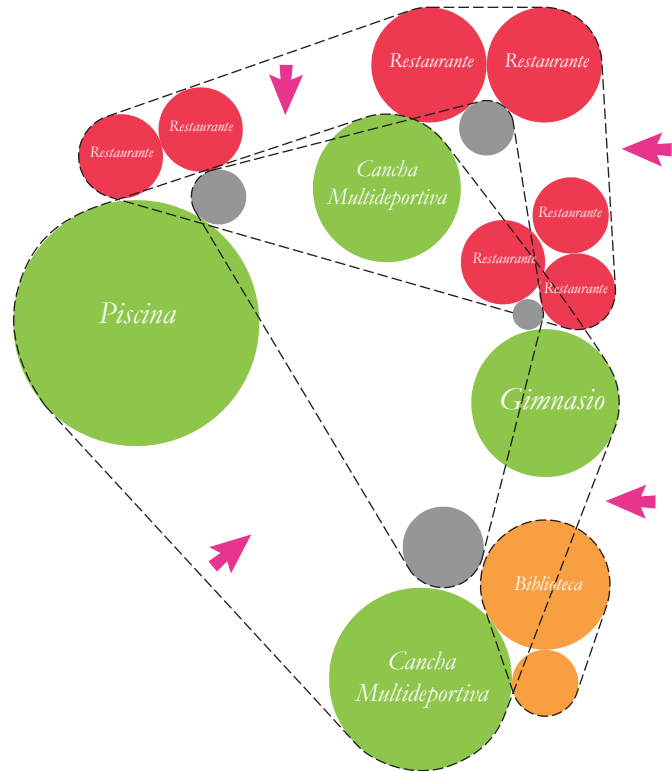 Restaurante
Restaurante
Restaurante
Restaurante
Cancha
Multideportiva
Restaurante
Restaurante
Restaurante
Piscina
Gimnasio
Biblioteca
Cancha
Multideportiva